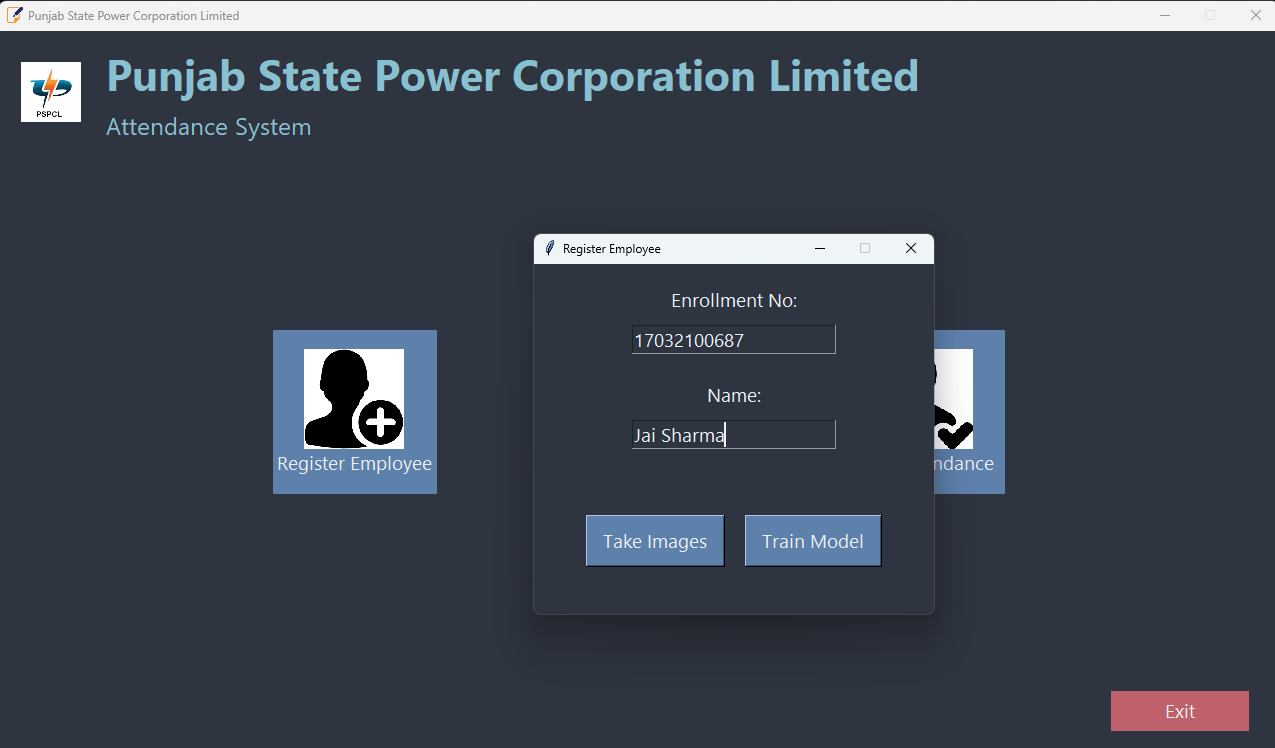 Punjab State Power Corporation Limited
PSPCL
Punjab State Power Corporation Limited
Attendance System
Register Employee
Enrollment No:
17032100687
Name:
Jai Sharma
Take Images
Train Model
Register Employee
ndance
Exit